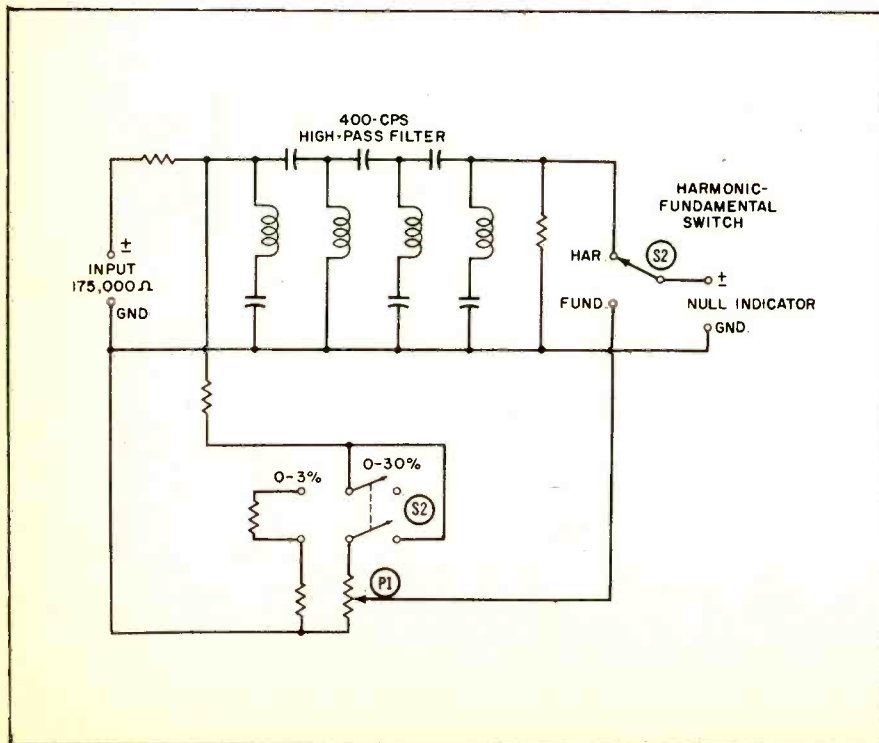 400-CPS
HIGH-PASS FILTER
HARMONIC-
FUNDAMENTAL
SWITCH
±
INPUT
175,000Ω
GND
HAR.
S2
±
FUND.
NULL INDICATOR
GND.
0-3%
0-30%
S2
P1